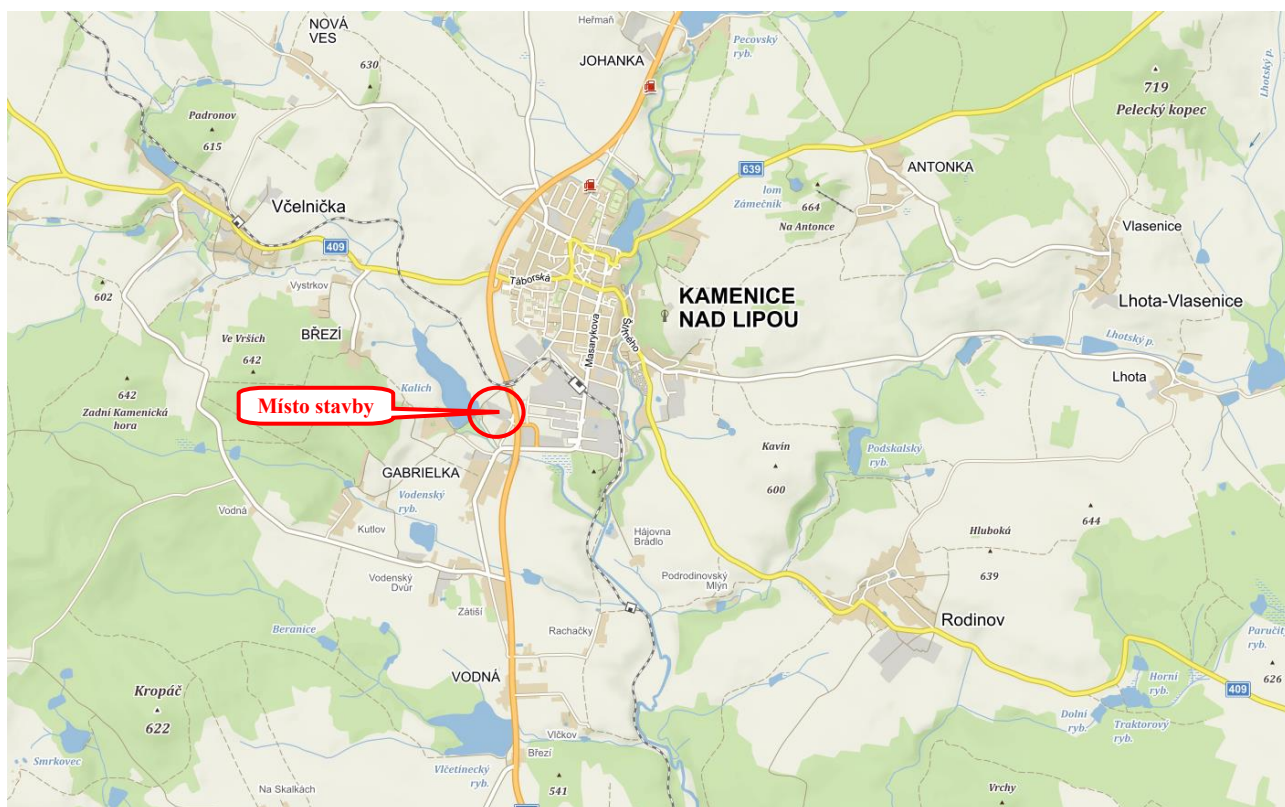 NOVÁ
VES
Heřmaň
JOHANKA
Pecovský
ryb.
Lhotský p.
630
719
Pelecký kopec
Padronov
615
639
ANTONKA
lom
Zámečník
664
Na Antonce
Včelnička
409
Vlasenice
Táborská
602
Vystrkov
KAMENICE
NAD LIPOU
Lhota-Vlasenice
BŘEZÍ
Ve Vršich
642
Masarykova
Širmého
Lhotský p.
Lhota
642
Zadní Kamenická
hora
Kalich
Místo stavby
Kavín
600
Podskalský
ryb.
GABRIELKA
Vodenský
ryb.
Vodná
Kutlov
Hájovna
Brádlo
Hluboká
639
644
Vodenský
Dvůr
Podrodinovský
Mlýn
Zátiší
Beranice
Rachačky
Rodinov
Paručitý
ryb.
626
VODNÁ
Kropáč
622
Horní
ryb.
409
Dolní
ryb.
Traktorový
ryb.
Vlčkov
Březí
Smrkovec
Vlčetínecký
ryb.
Na Skalkách
541
Vrchy